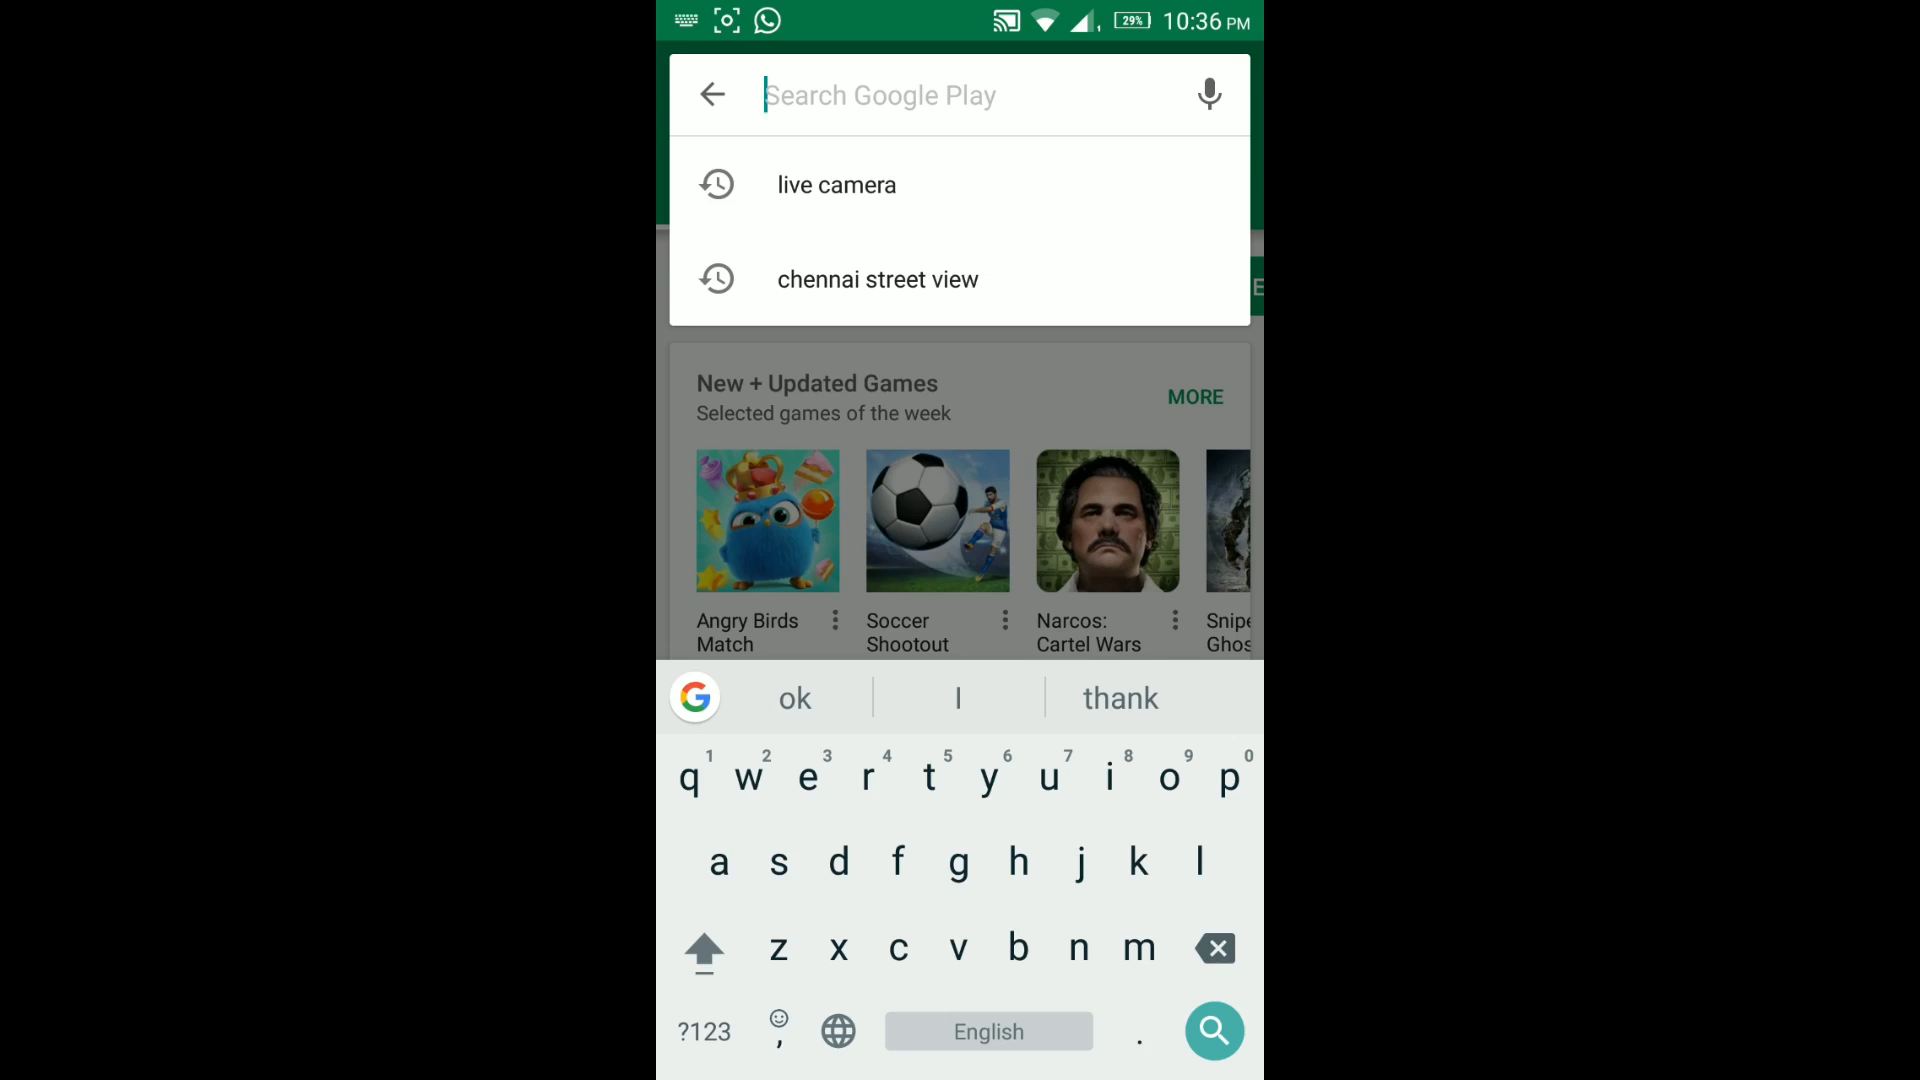 29% 10:36 PM
Search Google Play
live camera
chennai street view
E
New + Updated Games
Selected games of the week
MORE
Angry Birds Match
Soccer Shootout
Narcos: Cartel Wars
Snipe Ghos
ok I thank
1 2 3 4 5 6 7 8 9 0
q w e r t y u i o p
a s d f g h j k l
z x c v b n m
?123 , English .